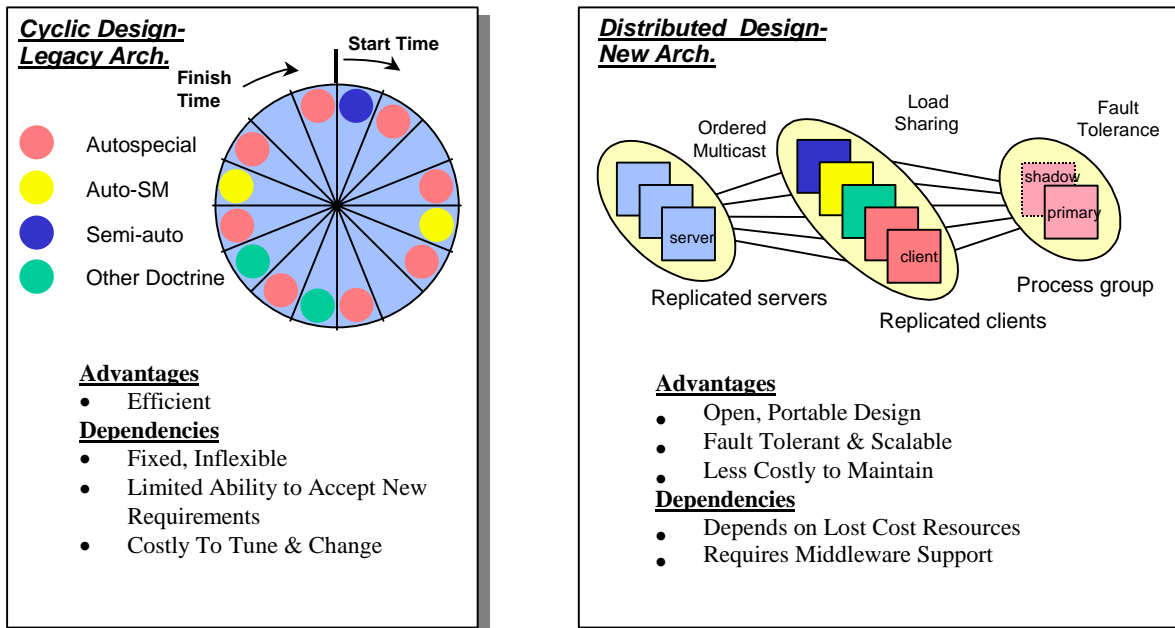 Cyclic Design-
Legacy Arch.
Start Time
Finish
Time
Autospecial
Auto-SM
Semi-auto
Other Doctrine
Advantages
• Efficient
Dependencies
• Fixed, Inflexible
• Limited Ability to Accept New
Requirements
• Costly To Tune & Change
Distributed Design-
New Arch.
Ordered
Multicast
Load
Sharing
Fault
Tolerance
server
client
shadow
primary
Replicated servers
Replicated clients
Process group
Advantages
• Open, Portable Design
• Fault Tolerant & Scalable
• Less Costly to Maintain
Dependencies
• Depends on Lost Cost Resources
• Requires Middleware Support